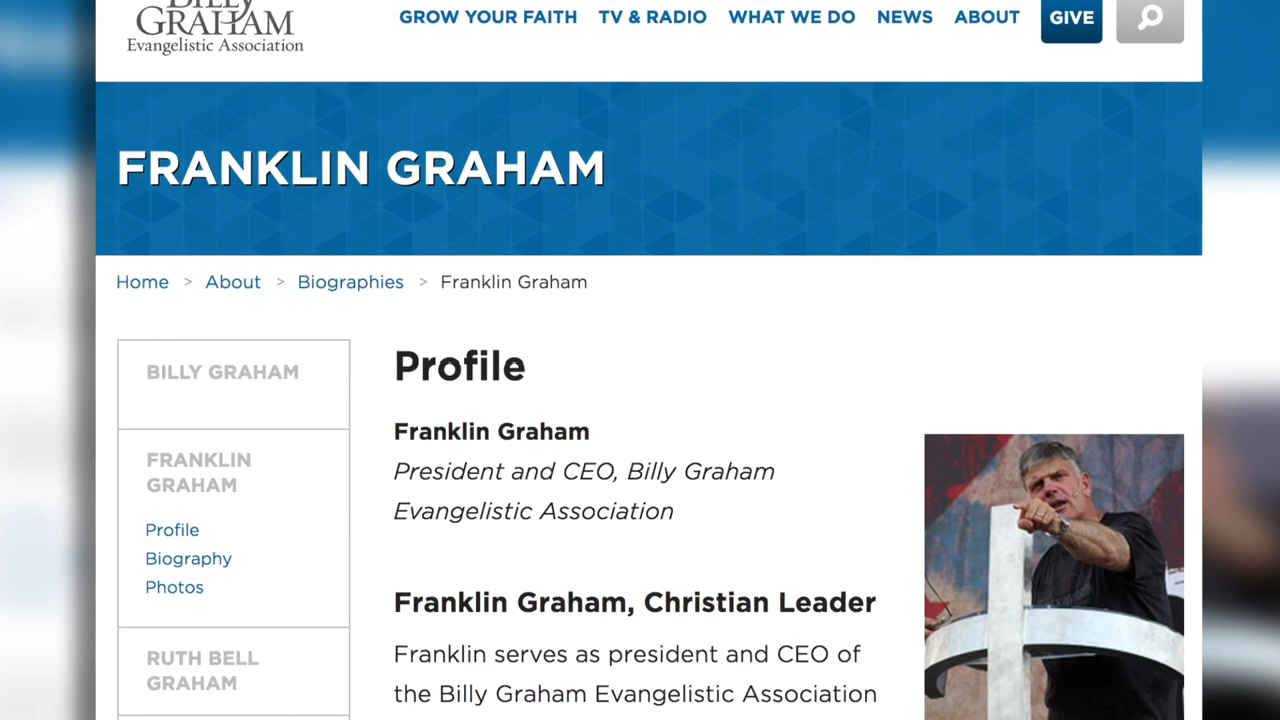 BILLY
GRAHAM
Evangelistic Association
GROW YOUR FAITH TV & RADIO WHAT WE DO NEWS ABOUT GIVE
FRANKLIN GRAHAM
Home > About > Biographies > Franklin Graham
BILLY GRAHAM
FRANKLIN
GRAHAM
Profile
Biography
Photos
RUTH BELL
GRAHAM
Profile
Franklin Graham
President and CEO, Billy Graham
Evangelistic Association
Franklin Graham, Christian Leader
Franklin serves as president and CEO of
the Billy Graham Evangelistic Association